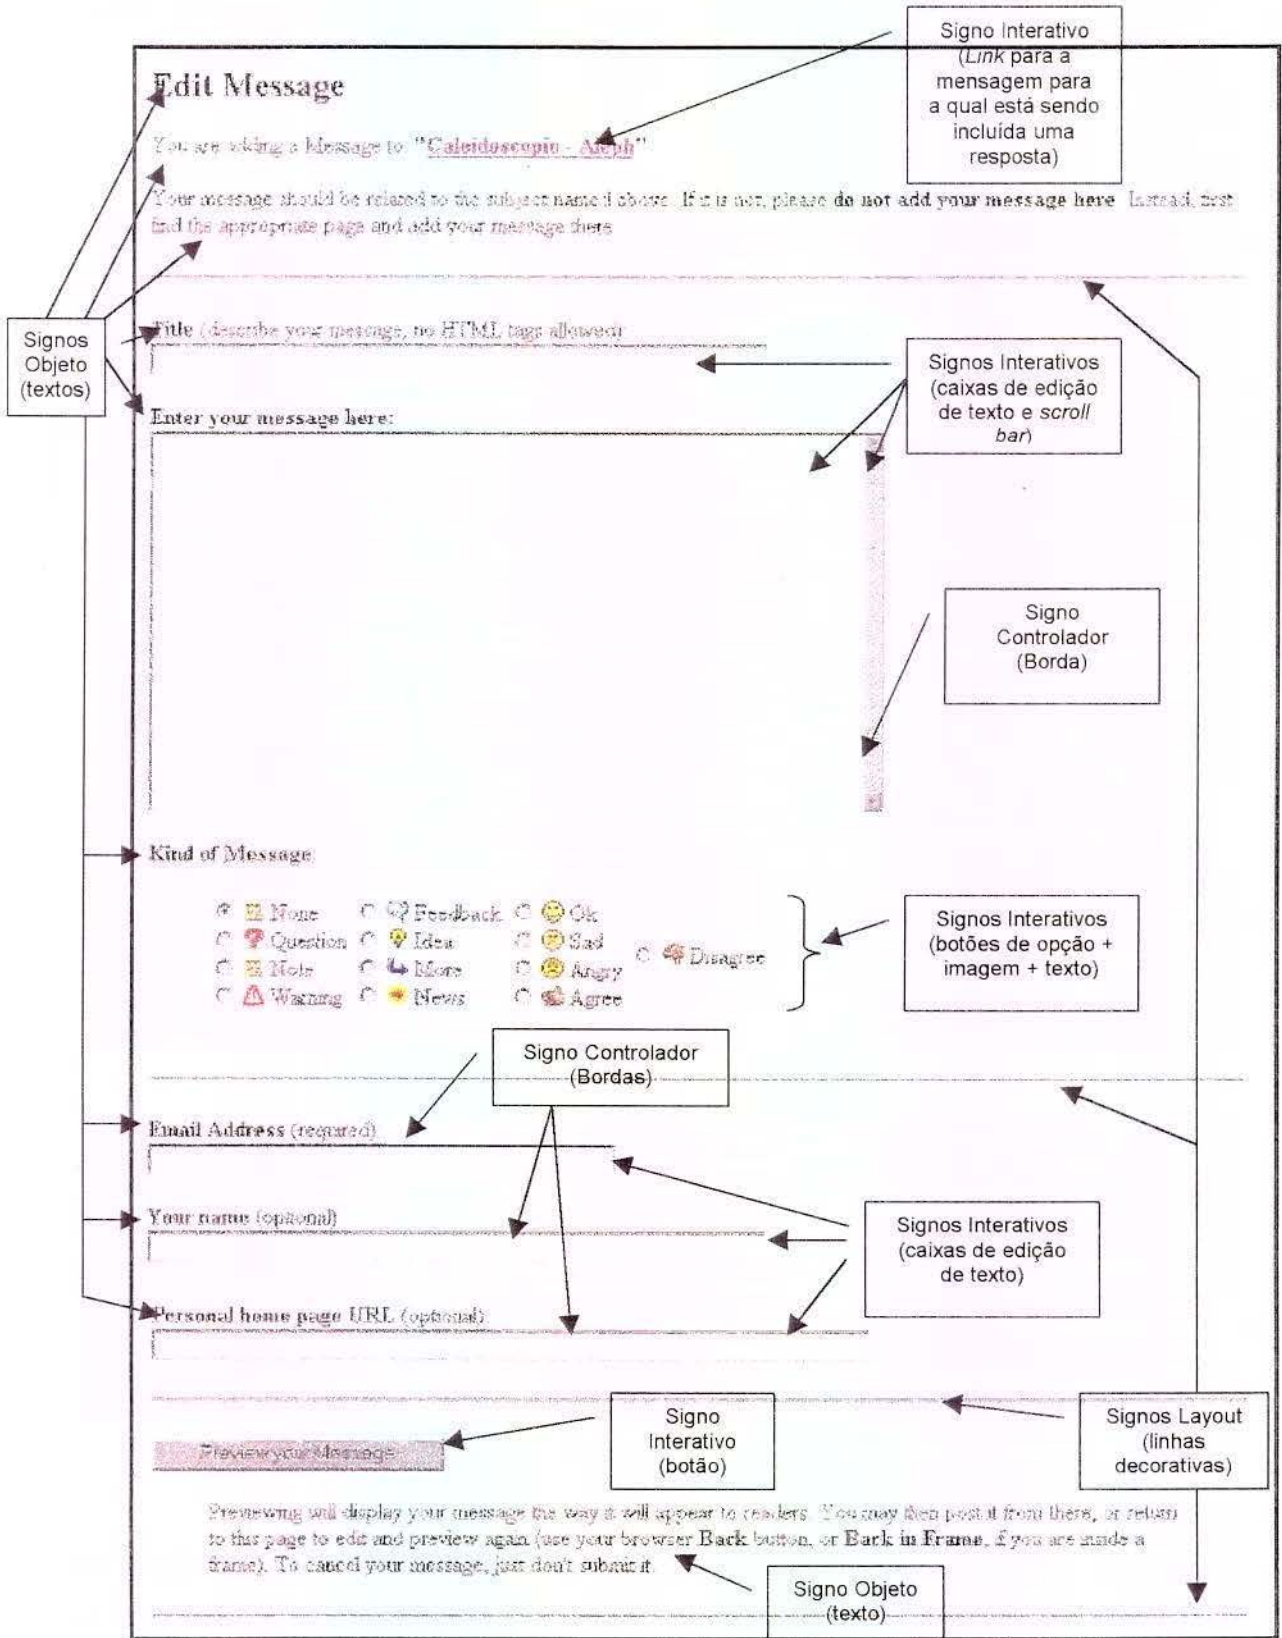 Signo Interativo
(Link para a
mensagem para
a qual está sendo
incluída uma
resposta)
Edit Message
You are adding a Message to: "Caleidoscopio - Aleph"
Your message should be related to the subject named above. If it is not, please do not add your message here. Instead, first
find the appropriate page and add your message there.
Signos
Objeto
(textos)
Title (describe your message, no HTML tags allowed)
Signos Interativos
(caixas de edição
de texto e scroll
bar)
Enter your message here:
Signo
Controlador
(Borda)
Kind of Message
None Feedback Ok
Question Idea Sad
Disagree
Note More Angry
Warning News Agree
Signos Interativos
(botões de opção +
imagem + texto)
Signo Controlador
(Bordas)
Email Address (required)
Your name (optional)
Signos Interativos
(caixas de edição
de texto)
Personal home page URL (optional)
Signo
Interativo
(botão)
Signos Layout
(linhas
decorativas)
Preview your Message
Previewing will display your message the way it will appear to readers. You may then post it from there, or return
to this page to edit and preview again (use your browser Back button, or Back in Frame, if you are inside a
frame). To cancel your message, just don't submit it.
Signo Objeto
(texto)